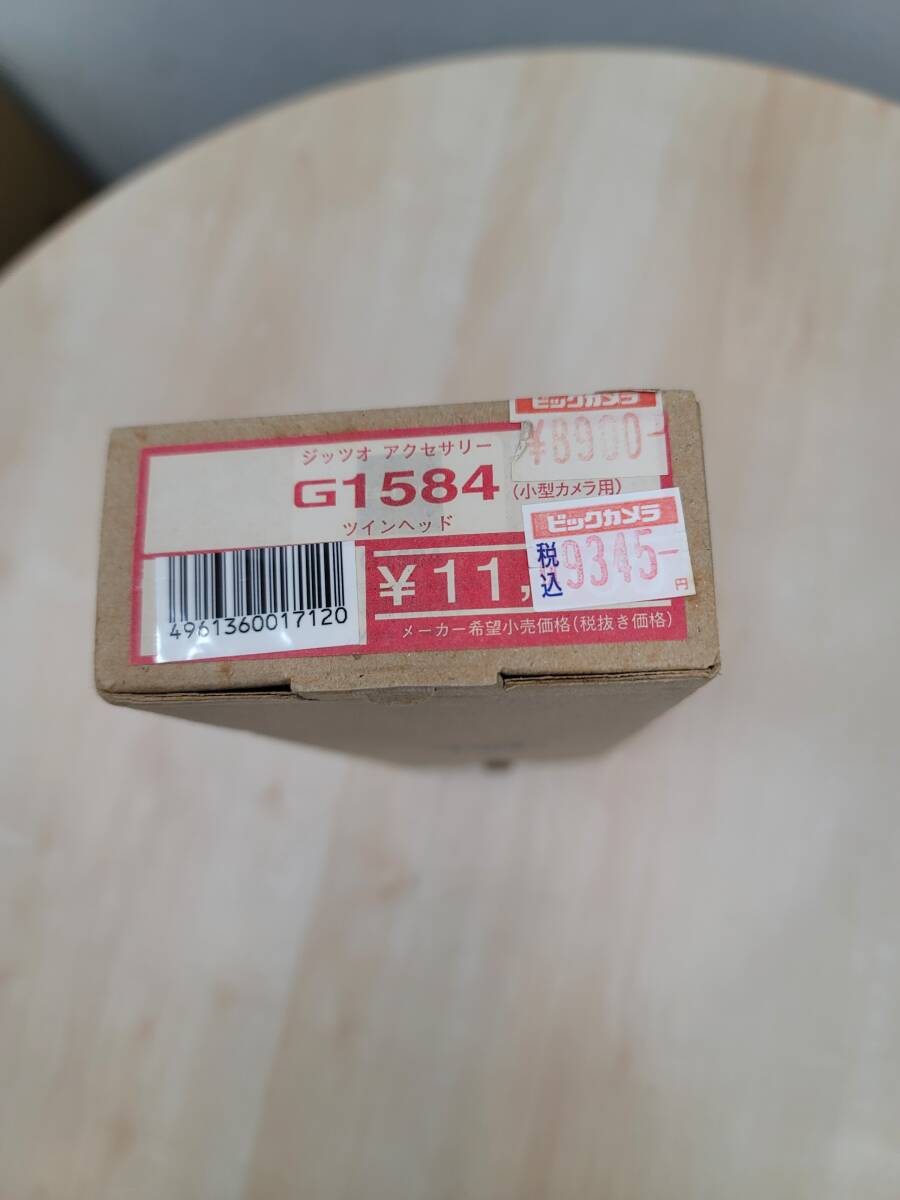 ビックカメラ
¥8900-
ジッツオ アクセサリー
G1584
(小型カメラ用)
ツインヘッド
ビックカメラ
税込
9345-
円
¥11,
4961360017120
メーカー希望小売価格(税抜き価格)